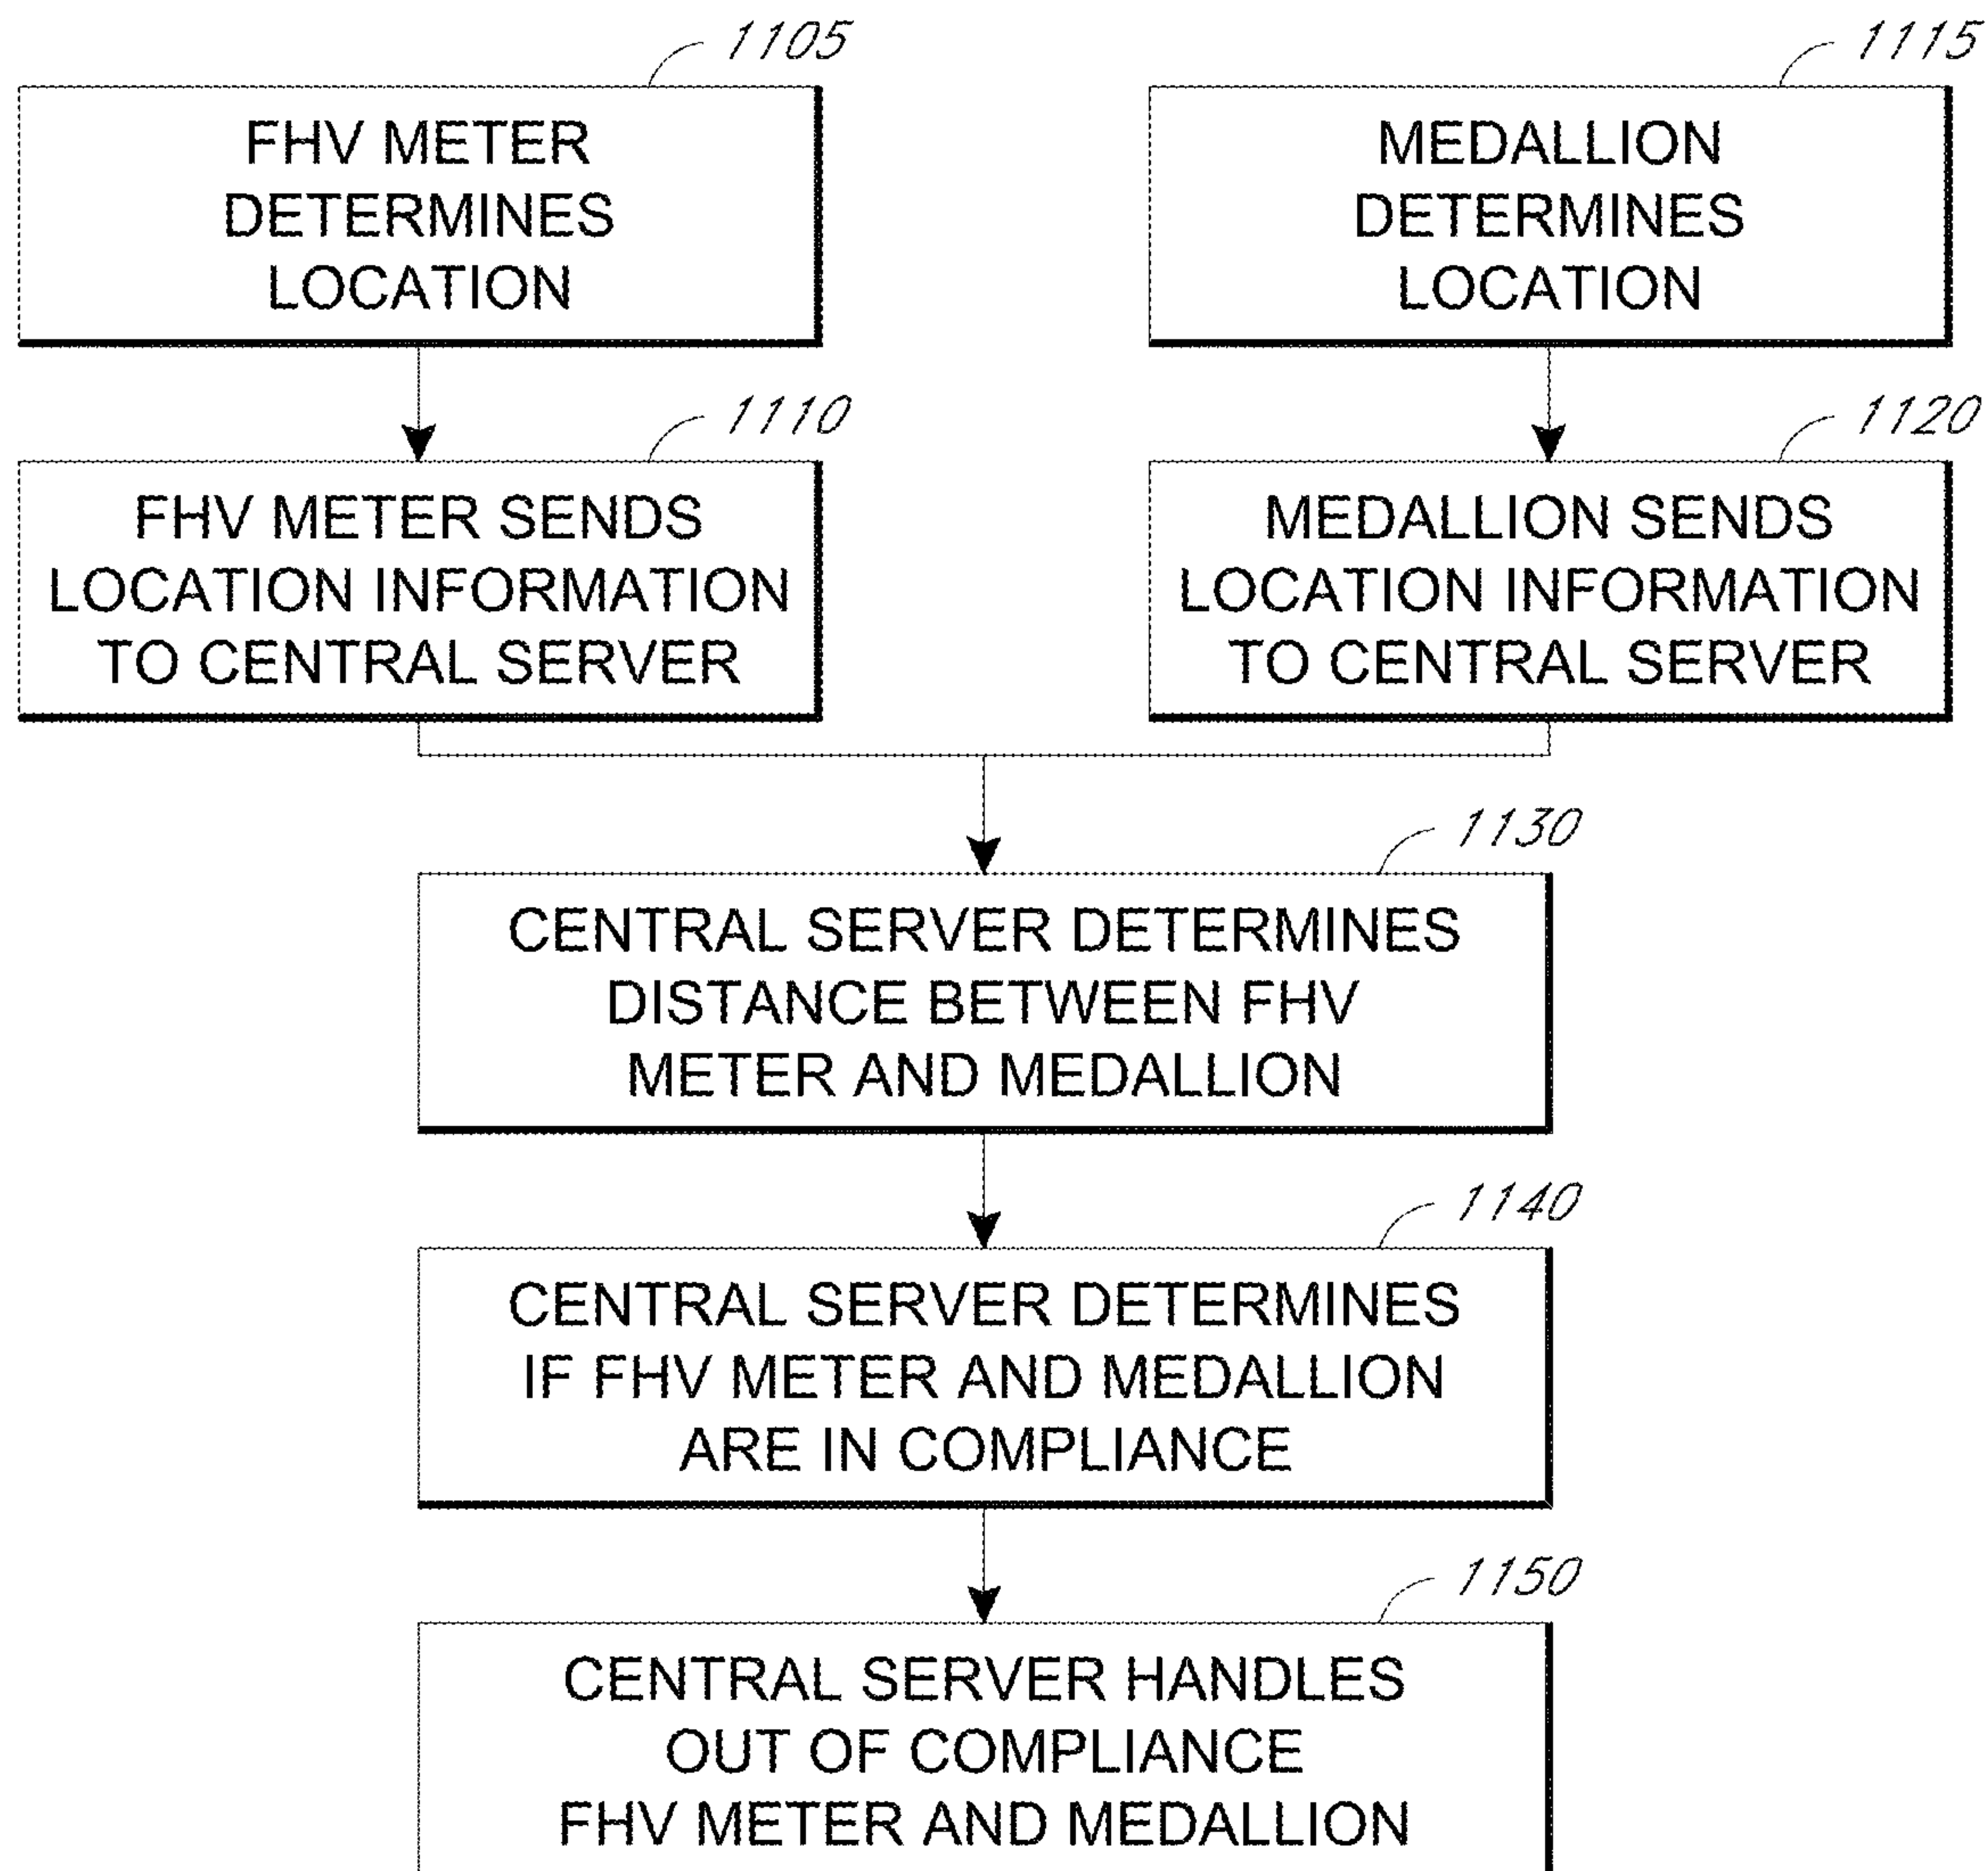 1105
FHV METER
DETERMINES
LOCATION
1115
MEDALLION
DETERMINES
LOCATION
1110
FHV METER SENDS
LOCATION INFORMATION
TO CENTRAL SERVER
1120
MEDALLION SENDS
LOCATION INFORMATION
TO CENTRAL SERVER
1130
CENTRAL SERVER DETERMINES
DISTANCE BETWEEN FHV
METER AND MEDALLION
1140
CENTRAL SERVER DETERMINES
IF FHV METER AND MEDALLION
ARE IN COMPLIANCE
1150
CENTRAL SERVER HANDLES
OUT OF COMPLIANCE
FHV METER AND MEDALLION